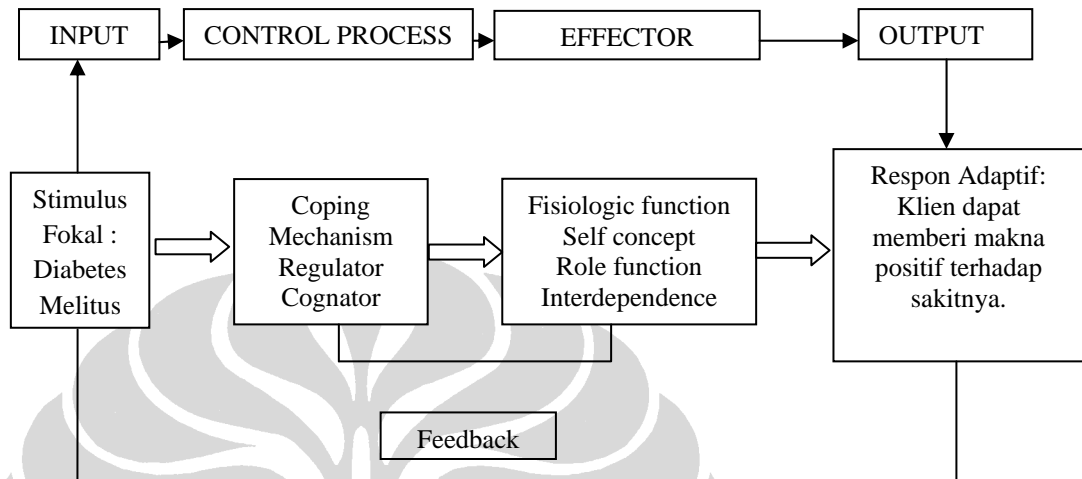 INPUT
CONTROL PROCESS
EFFECTOR
OUTPUT
Stimulus
Fokal :
Diabetes
Melitus
Coping
Mechanism
Regulator
Cognator
Fisiologic function
Self concept
Role function
Interdependence
Respon Adaptif:
Klien dapat
memberi makna
positif terhadap
sakitnya.
Feedback